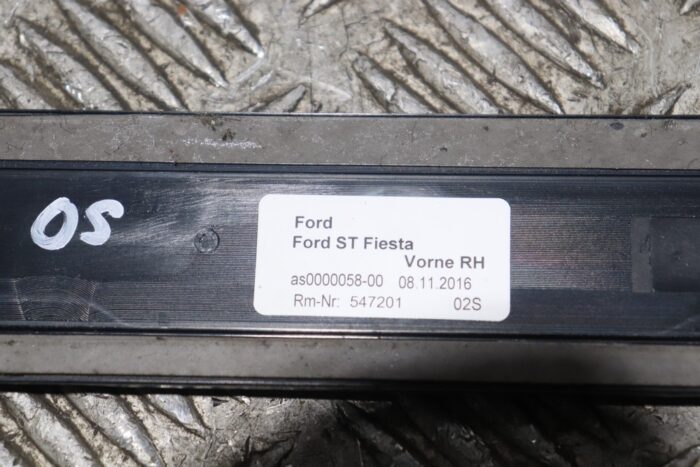 OS
Ford
Ford ST Fiesta
Vorne RH
as0000058-00 08.11.2016
Rm-Nr: 547201 02S